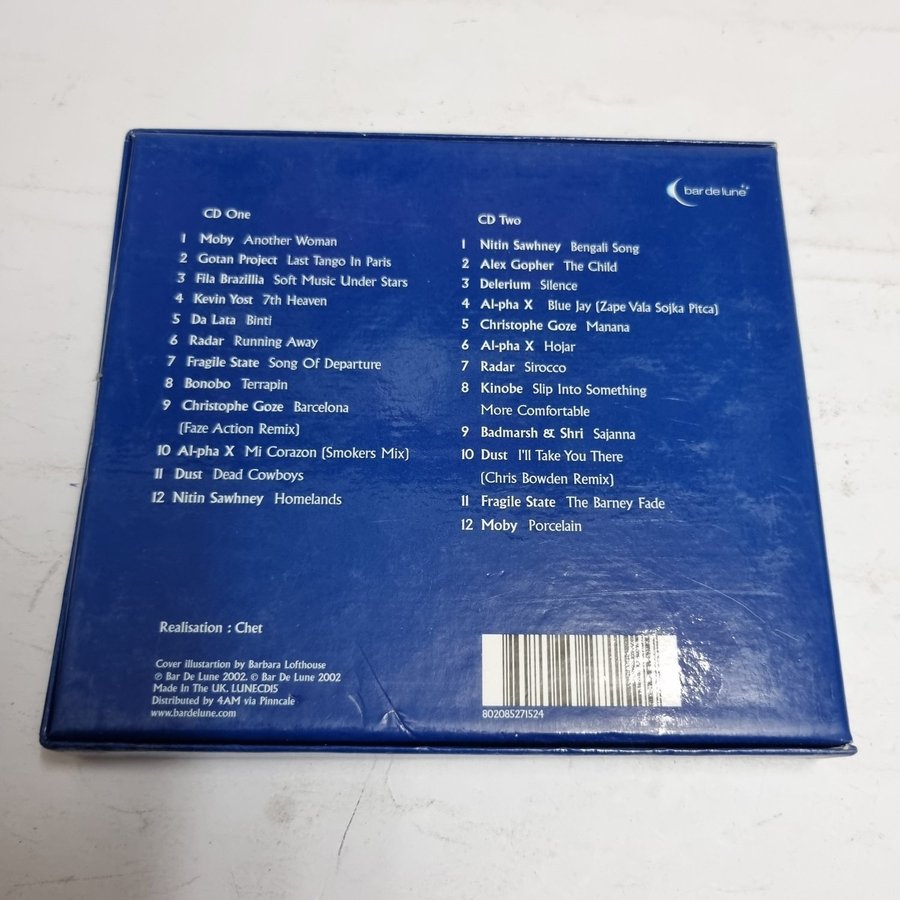 bar de lune
CD One
1 Moby Another Woman
2 Gotan Project Last Tango In Paris
3 Fila Brazillia Soft Music Under Stars
4 Kevin Yost 7th Heaven
5 Da Lata Binti
6 Radar Running Away
7 Fragile State Song Of Departure
8 Bonobo Terrapin
9 Christophe Goze Barcelona
(Faze Action Remix)
10 Al-pha X Mi Corazon (Smokers Mix)
11 Dust Dead Cowboys
12 Nitin Sawhney Homelands
CD Two
1 Nitin Sawhney Bengali Song
2 Alex Gopher The Child
3 Delerium Silence
4 Al-pha X Blue Jay (Zape Vala Sojka Pitca)
5 Christophe Goze Manana
6 Al-pha X Hojar
7 Radar Sirocco
8 Kinobe Slip Into Something
More Comfortable
9 Badmarsh & Shri Sajanna
10 Dust I'll Take You There
(Chris Bowden Remix)
11 Fragile State The Barney Fade
12 Moby Porcelain
Realisation : Chet
Cover illustartion by Barbara Lofthouse
℗ Bar De Lune 2002. © Bar De Lune 2002
Made In The UK. LUNECD15
Distributed by 4AM via Pinncale
www.bardelune.com
802085271524